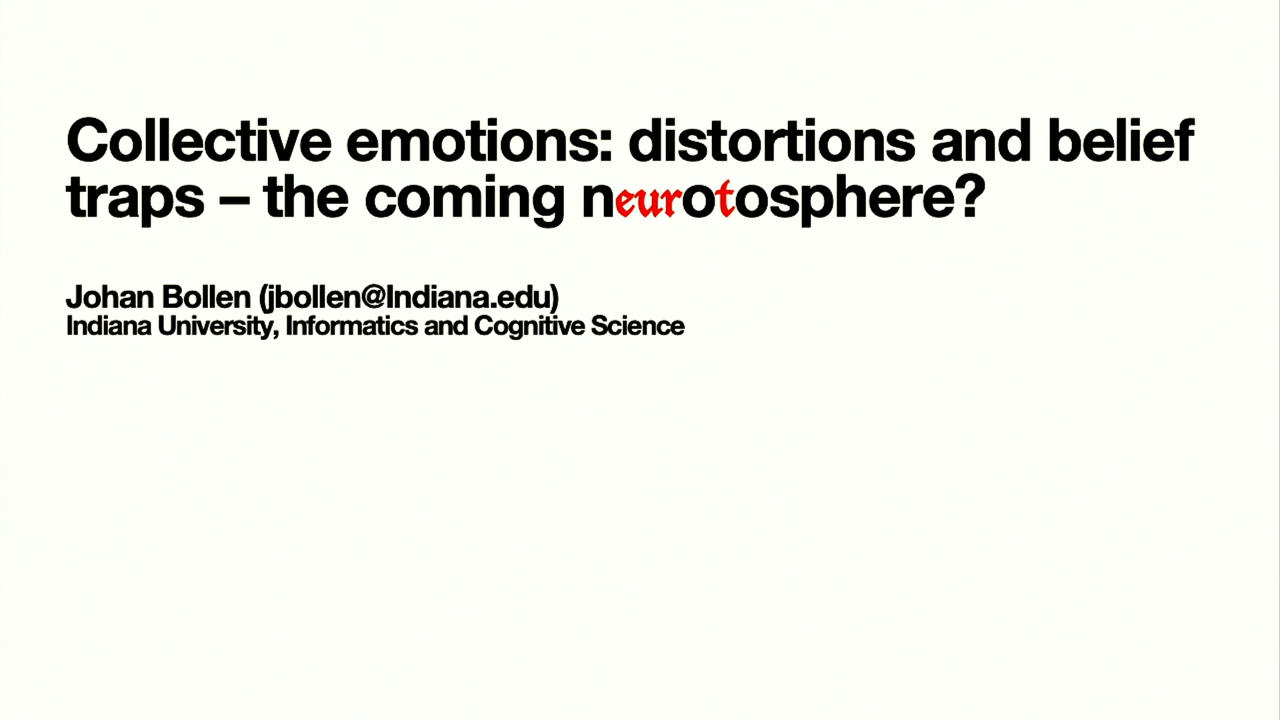 Collective emotions: distortions and belief
traps – the coming neurotosphere?
Johan Bollen (jbollen@Indiana.edu)
Indiana University, Informatics and Cognitive Science